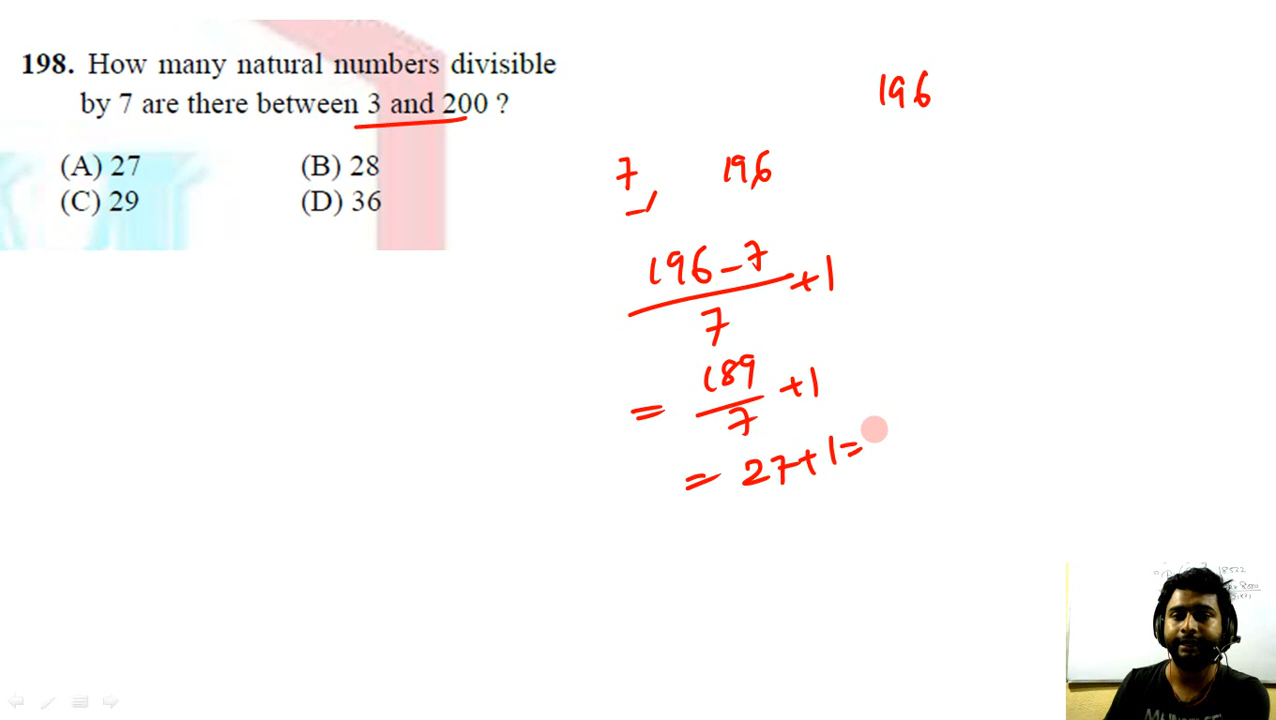 198. How many natural numbers divisible
by 7 are there between 3 and 200 ?
(A) 27 (B) 28
(C) 29 (D) 36
196
7, 196
196-7
/7 +1
= 189/7 +1
= 27+1=